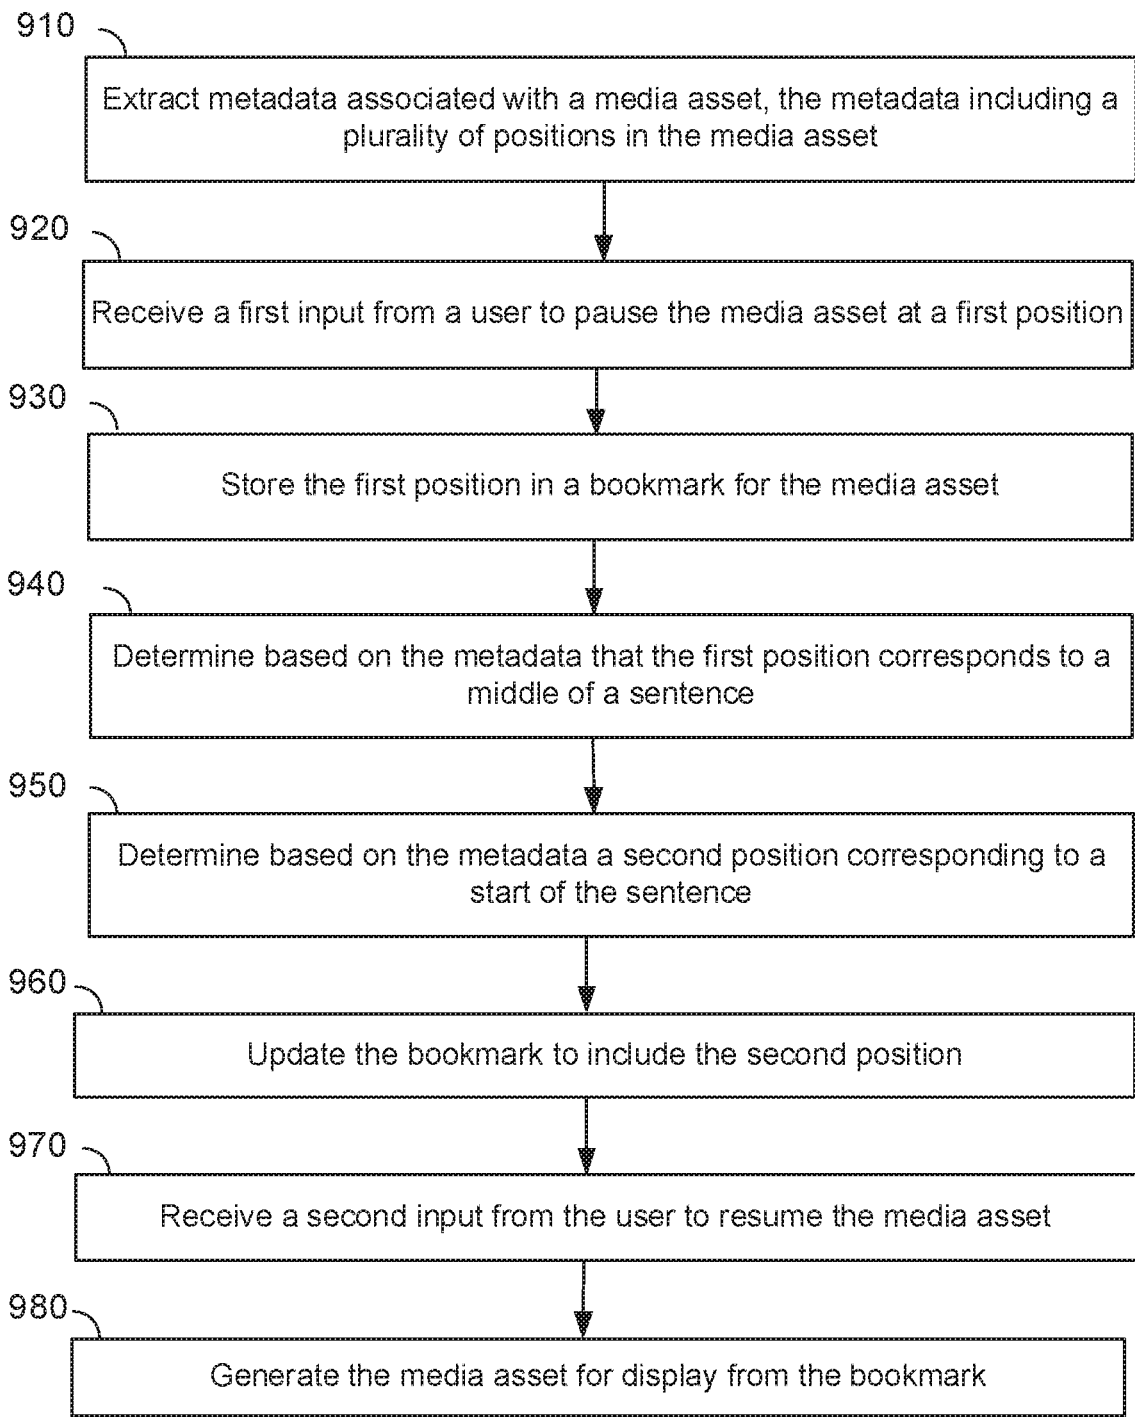 910
Extract metadata associated with a media asset, the metadata including a
plurality of positions in the media asset
920
Receive a first input from a user to pause the media asset at a first position
930
Store the first position in a bookmark for the media asset
940
Determine based on the metadata that the first position corresponds to a
middle of a sentence
950
Determine based on the metadata a second position corresponding to a
start of the sentence
960
Update the bookmark to include the second position
970
Receive a second input from the user to resume the media asset
980
Generate the media asset for display from the bookmark